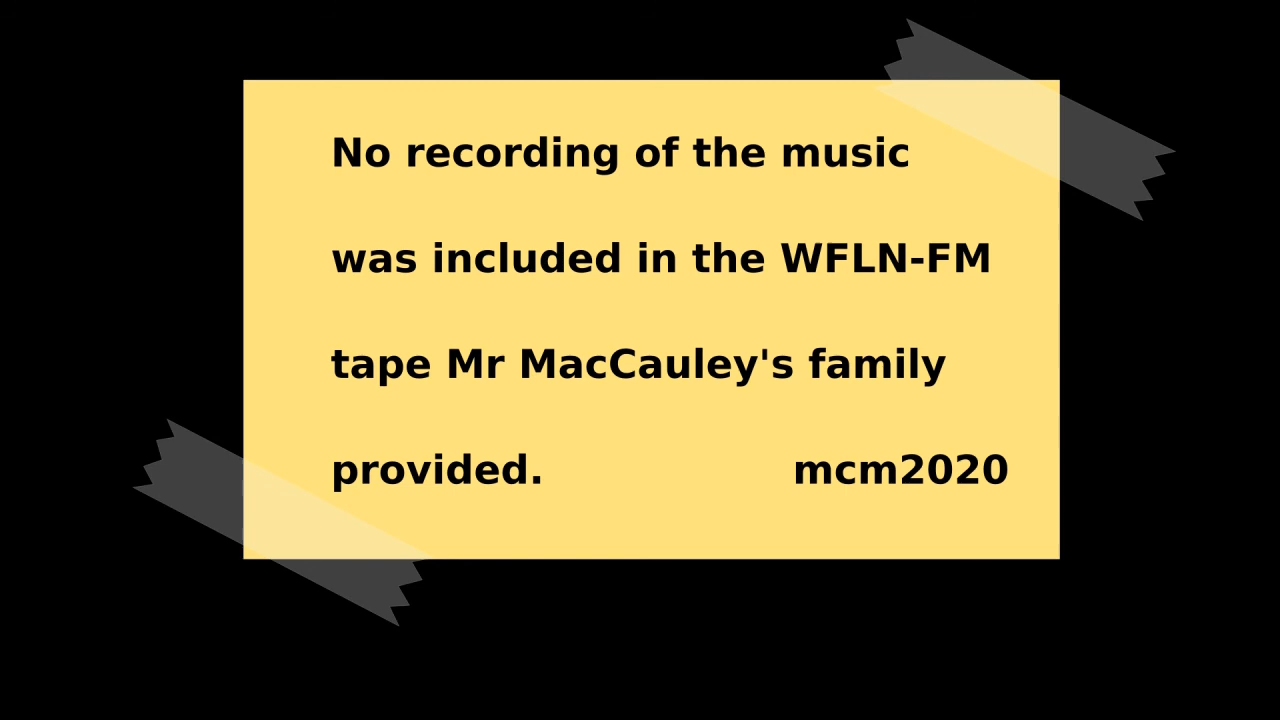 No recording of the music
was included in the WFLN-FM
tape Mr MacCauley's family
provided. mcm2020